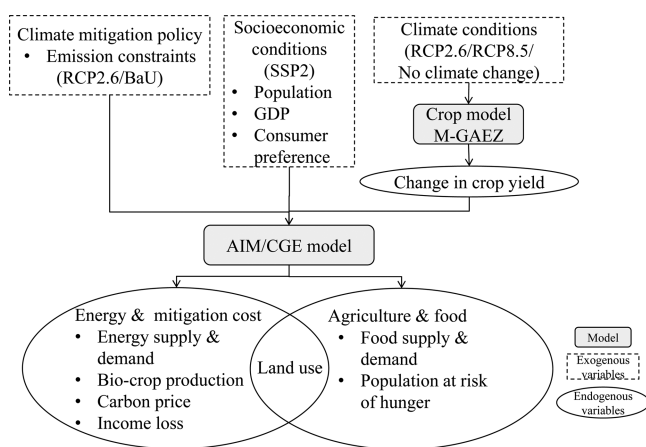 Climate mitigation policy
• Emission constraints
(RCP2.6/BaU)
Socioeconomic
conditions
(SSP2)
• Population
• GDP
• Consumer
preference
Climate conditions
(RCP2.6/RCP8.5/
No climate change)
Crop model
M-GAEZ
Change in crop yield
AIM/CGE model
Energy & mitigation cost
• Energy supply &
demand
• Bio-crop production
• Carbon price
• Income loss
Land use
Agriculture & food
• Food supply &
demand
• Population at risk
of hunger
Model
Exogenous
variables
Endogenous
variables